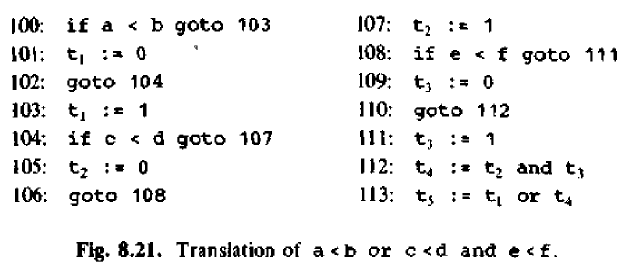 100: if a < b goto 103
101: t₁ := 0
102: goto 104
103: t₁ := 1
104: if c < d goto 107
105: t₂ := 0
106: goto 108
107: t₂ := 1
108: if e < f goto 111
109: t₃ := 0
110: goto 112
111: t₃ := 1
112: t₄ := t₂ and t₃
113: t₅ := t₁ or t₄
Fig. 8.21. Translation of a<b or c<d and e<f.